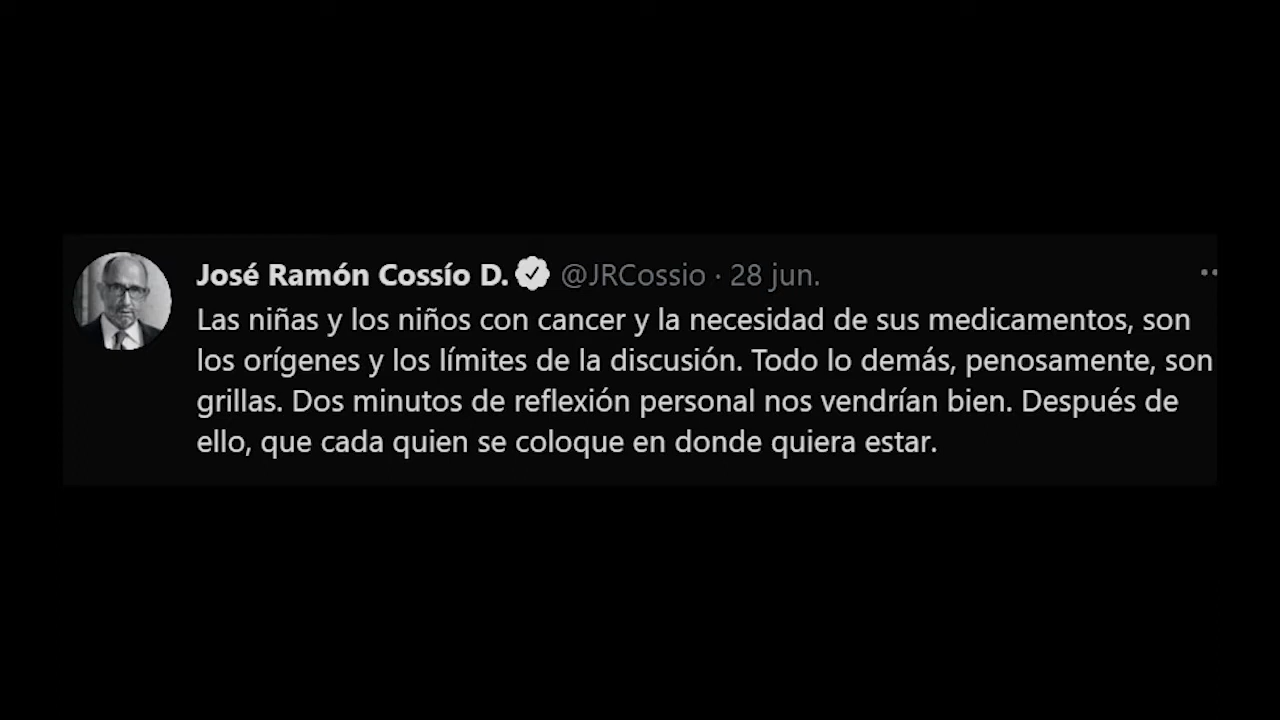 José Ramón Cossío D. @JRCossio · 28 jun.
Las niñas y los niños con cancer y la necesidad de sus medicamentos, son
los orígenes y los límites de la discusión. Todo lo demás, penosamente, son
grillas. Dos minutos de reflexión personal nos vendrían bien. Después de
ello, que cada quien se coloque en donde quiera estar.